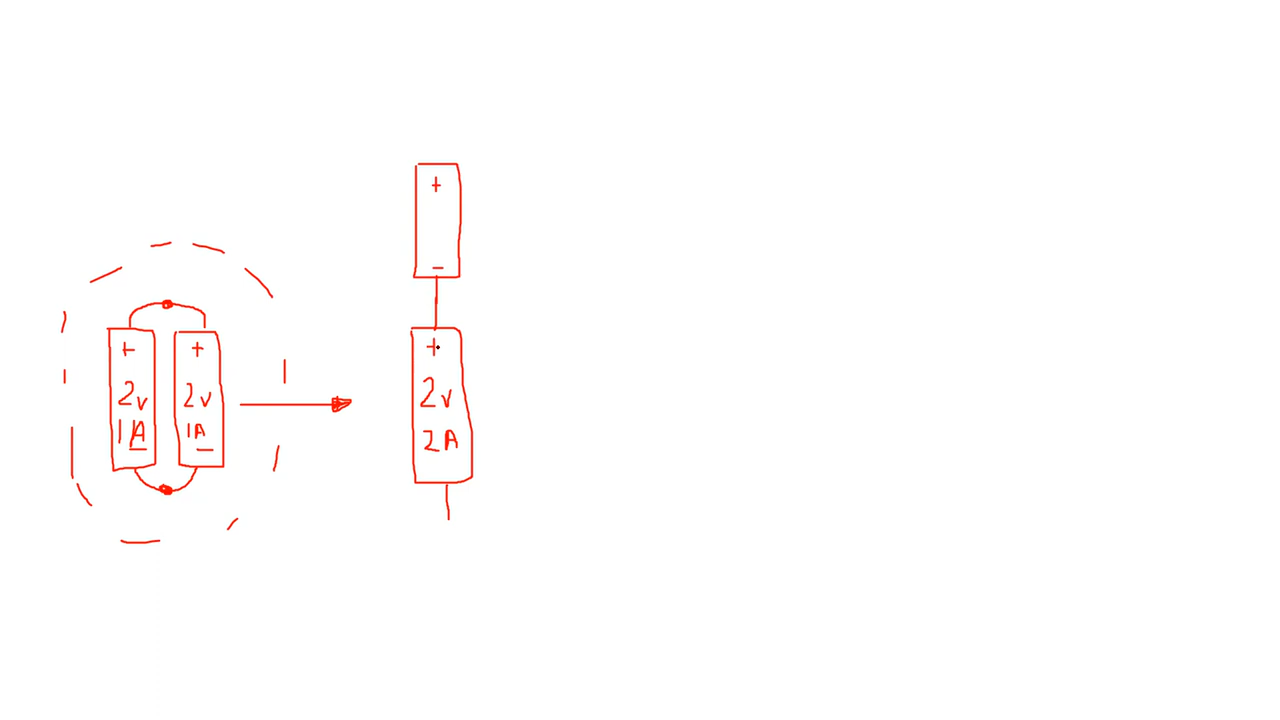 +
-
+ +
2v 2v
1A 1A
- -
+
2v
2A